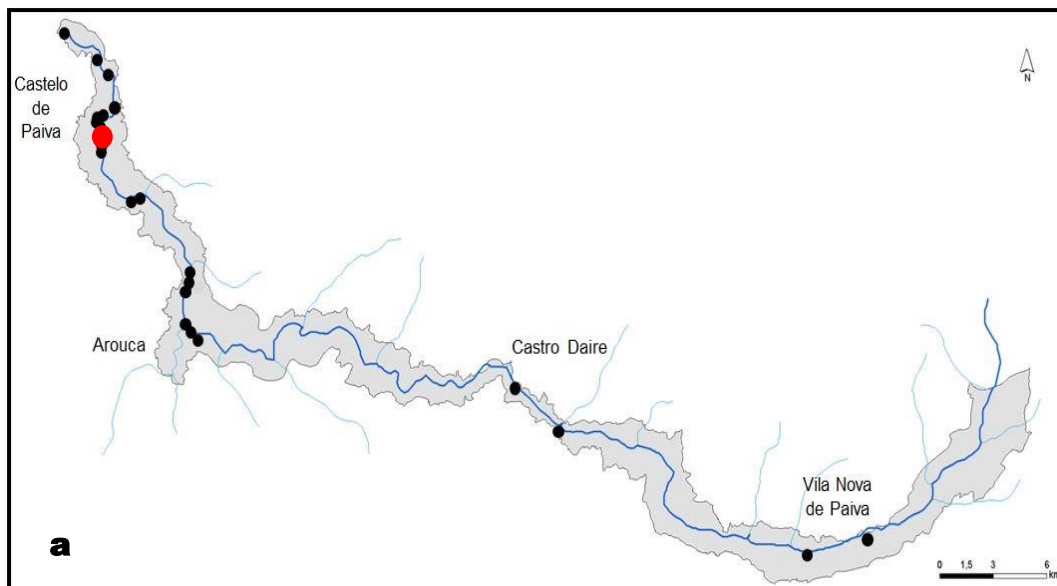 Castelo
de
Paiva
N
Arouca
Castro Daire
Vila Nova
de Paiva
a
0 1,5 3 6
km